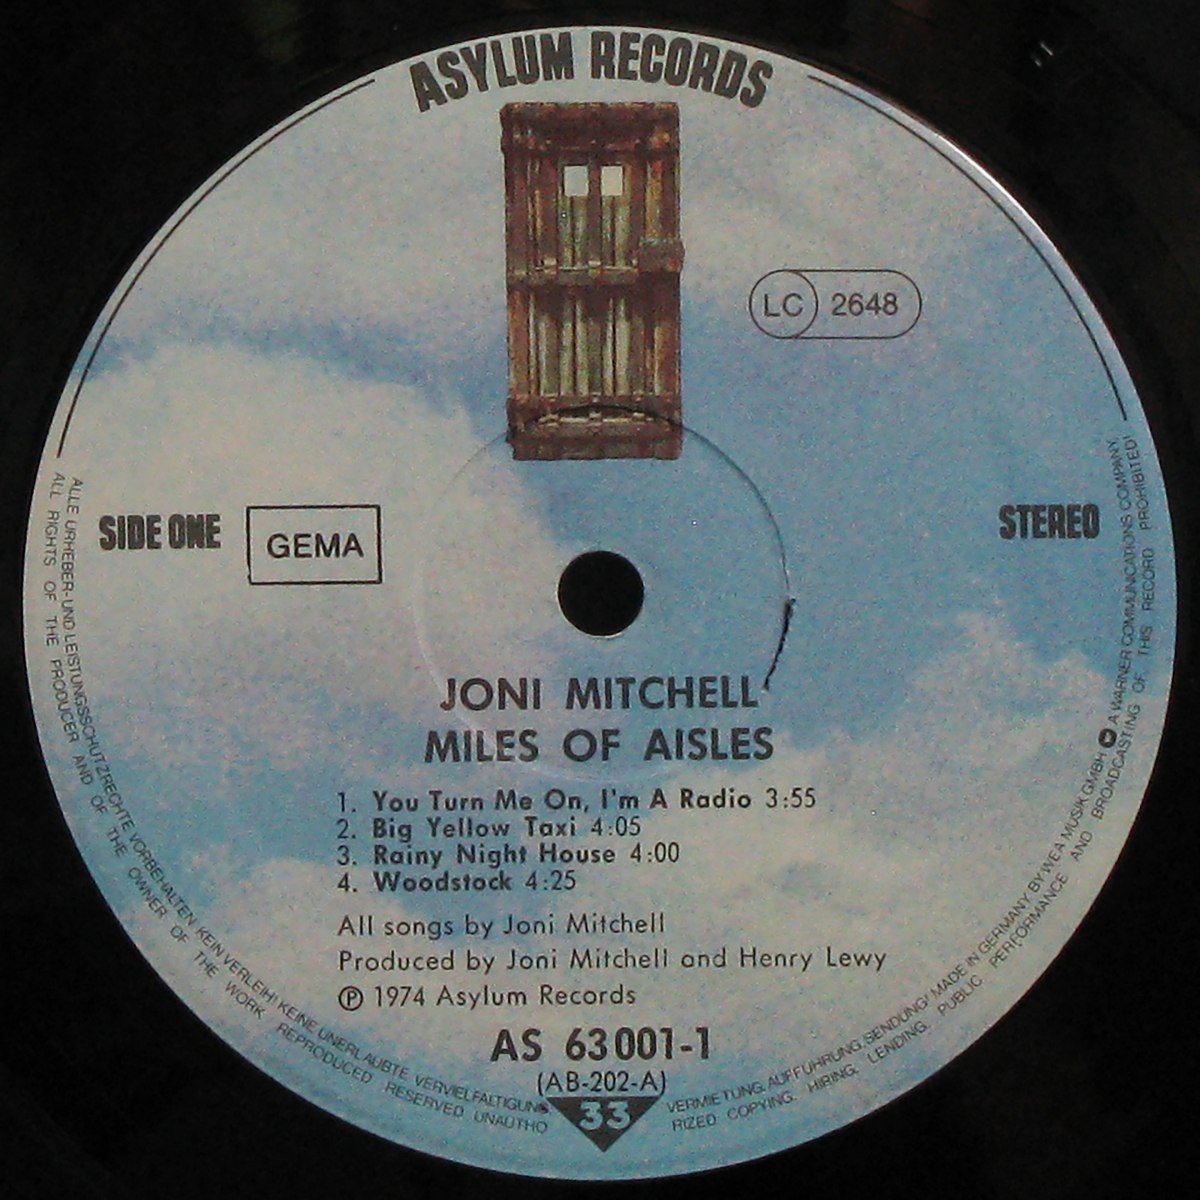 ASYLUM RECORDS
LC 2648
SIDE ONE
GEMA
STEREO
JONI MITCHELL
MILES OF AISLES
1. You Turn Me On, I'm A Radio 3:55
2. Big Yellow Taxi 4:05
3. Rainy Night House 4:00
4. Woodstock 4:25
All songs by Joni Mitchell
Produced by Joni Mitchell and Henry Lewy
Ⓟ 1974 Asylum Records
AS 63001-1
(AB-202-A)
33
ALLE URHEBER- UND LEISTUNGSSCHUTZRECHTE VORBEHALTEN KEIN VERLEIH! KEINE UNERLAUBTE VERVIELFÄLTIGUNG VERMIETUNG. AUFFÜHRUNG. SENDUNG! MADE IN GERMANY BY WEA MUSIK GMBH A WARNER COMMUNICATIONS COMPANY.
ALL RIGHTS OF THE PRODUCER AND OF THE OWNER OF THE WORK REPRODUCED RESERVED UNAUTHORIZED COPYING. HIRING. LENDING. PUBLIC PERFORMANCE AND BROADCASTING OF THIS RECORD PROHIBITED!